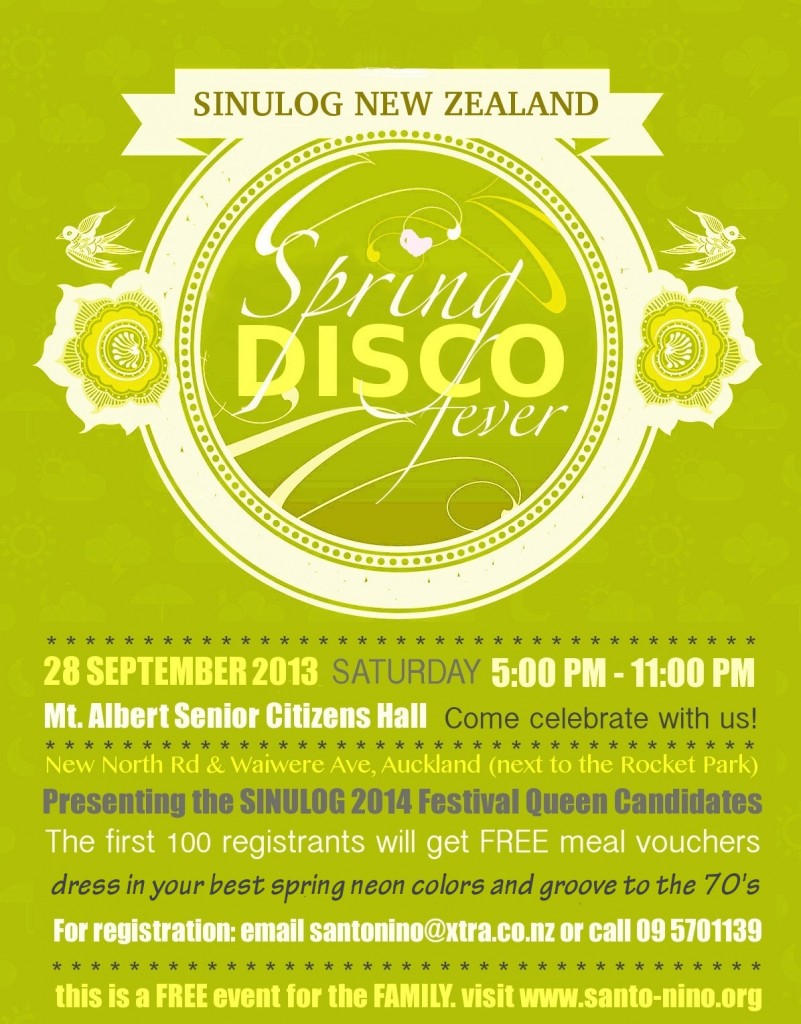 SINULOG NEW ZEALAND
Spring
DISCO
fever
* * * * * * * * * * * * * * * * * * * * * * * * * * * * * * * * * * * * *
28 SEPTEMBER 2013 SATURDAY 5:00 PM - 11:00 PM
Mt. Albert Senior Citizens Hall Come celebrate with us!
* * * * * * * * * * * * * * * * * * * * * * * * * * * * * * * * * * * * *
New North Rd & Waiwere Ave, Auckland (next to the Rocket Park)
Presenting the SINULOG 2014 Festival Queen Candidates
The first 100 registrants will get FREE meal vouchers
dress in your best spring neon colors and groove to the 70's
For registration: email santonino@xtra.co.nz or call 09 5701139
* * * * * * * * * * * * * * * * * * * * * * * * * * * * * * * * * * * * *
this is a FREE event for the FAMILY. visit www.santo-nino.org